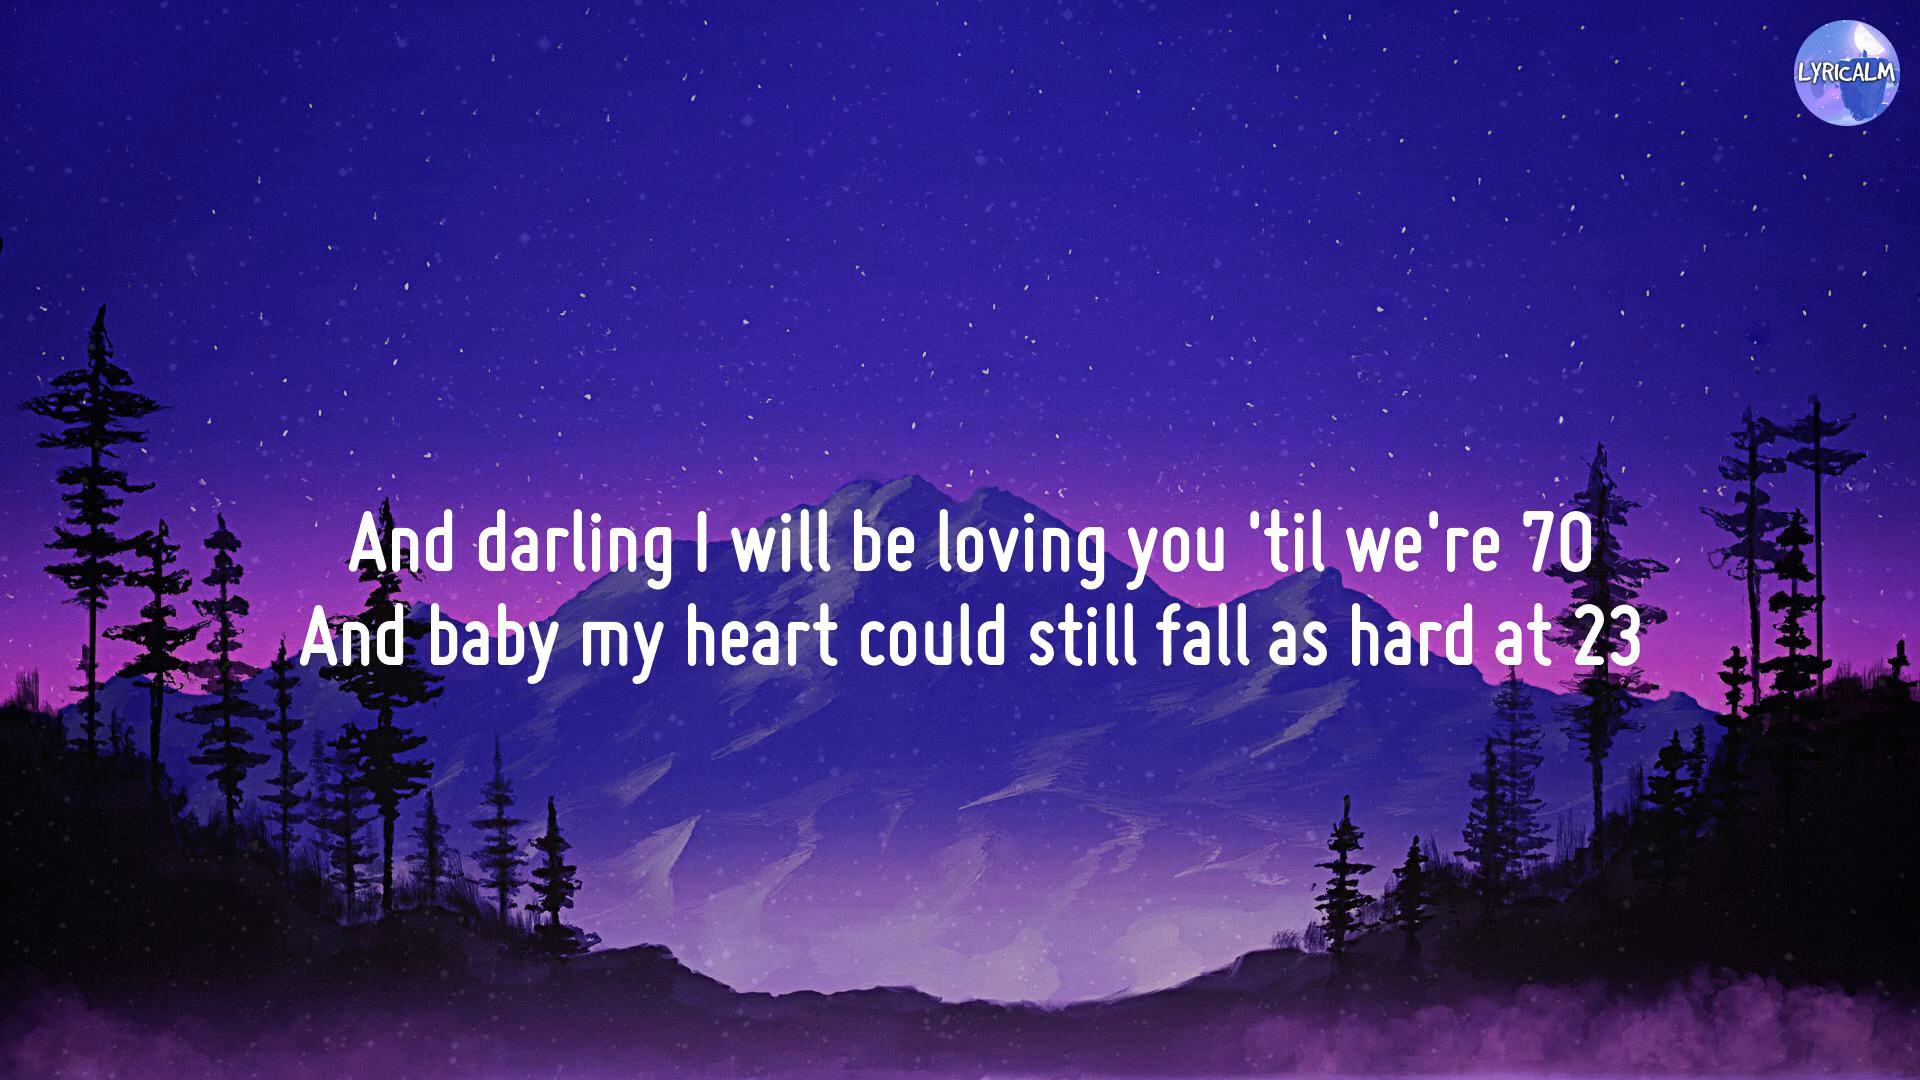 LYRICALM
And darling I will be loving you 'til we're 70
And baby my heart could still fall as hard at 23